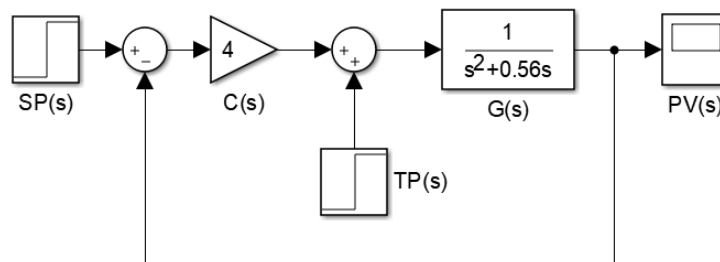 SP(s)
+
−
4
C(s)
+
+
TP(s)
1
s²+0.56s
G(s)
PV(s)